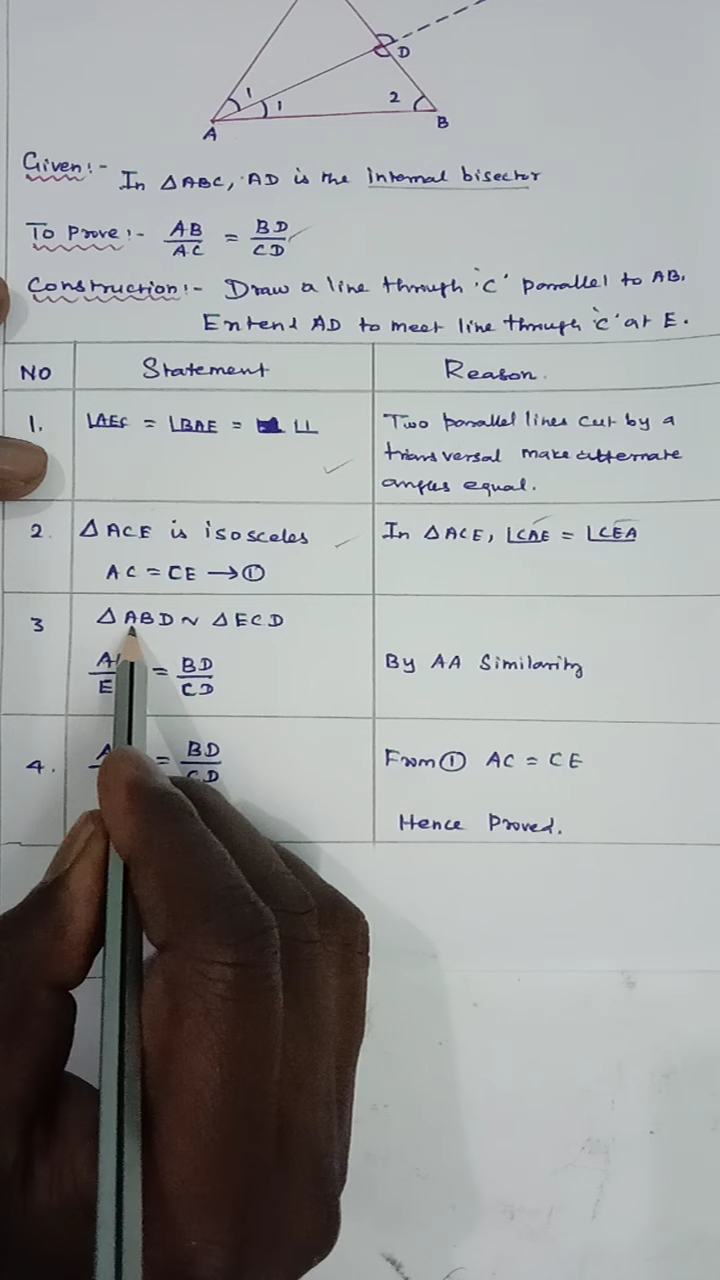 1
1
2
D
A
B
Given:-
In △ABC, AD is the internal bisector
To Prove:- AB/AC = BD/CD
Construction:- Draw a line through 'C' parallel to AB.
Extend AD to meet line through 'C' at E.
NO Statement Reason.
1. ∠AEC = ∠BAE = ∠1 Two parallel lines cut by a
transversal make alternate
angles equal.
2. △ACE is isosceles In △ACE, ∠CAE = ∠CEA
AC = CE → ①
3 △ABD ~ △ECD
= BD/CD By AA Similarity
4. = BD/CD From ① AC = CE
Hence Proved.